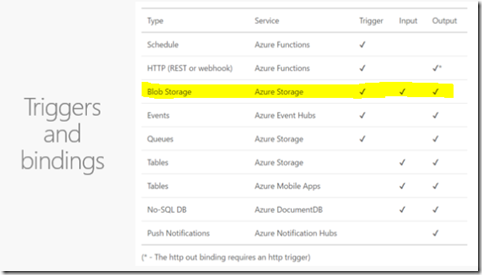 Triggers
and
bindings
Type Service Trigger Input Output
Schedule Azure Functions ✓
HTTP (REST or webhook) Azure Functions ✓ ✓*
Blob Storage Azure Storage ✓ ✓ ✓
Events Azure Event Hubs ✓ ✓
Queues Azure Storage ✓ ✓
Tables Azure Storage ✓ ✓
Tables Azure Mobile Apps ✓ ✓
No-SQL DB Azure DocumentDB ✓ ✓
Push Notifications Azure Notification Hubs ✓
(* - The http out binding requires an http trigger)